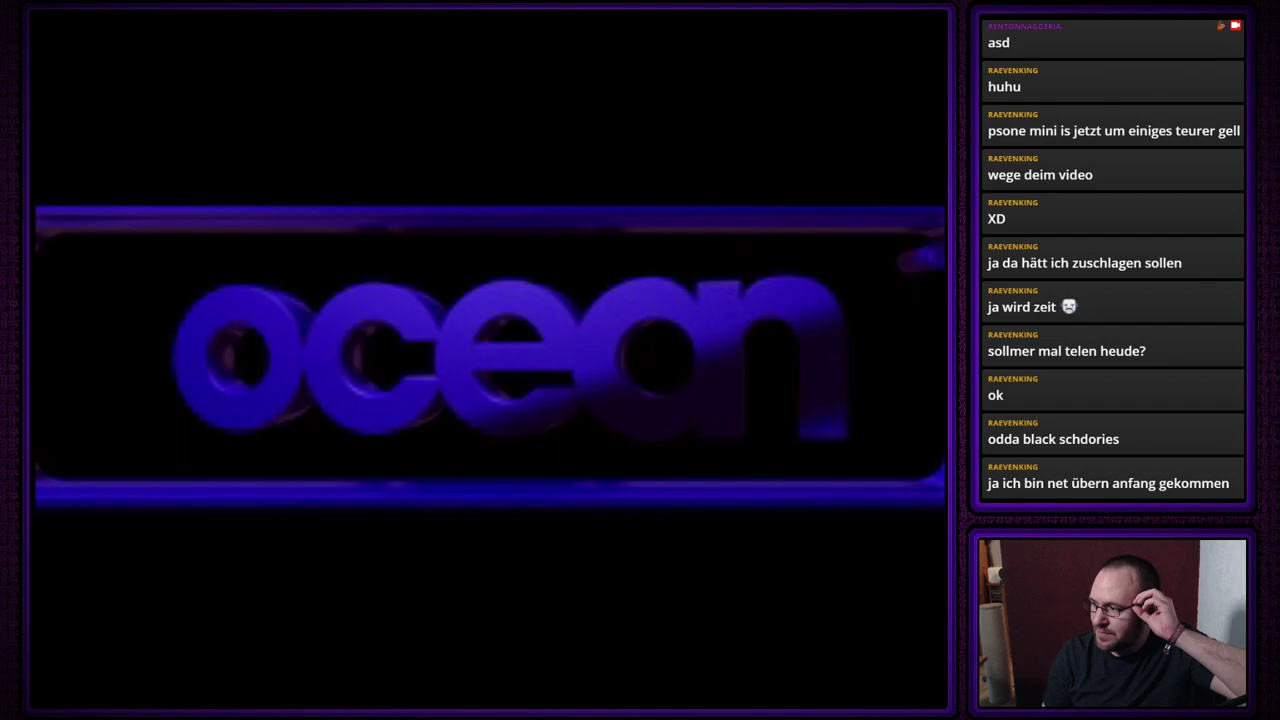 ocean
RENTONNAGGERIA
asd
RAEVENKING
huhu
RAEVENKING
psone mini is jetzt um einiges teurer gell
RAEVENKING
wege deim video
RAEVENKING
XD
RAEVENKING
ja da hätt ich zuschlagen sollen
RAEVENKING
ja wird zeit
RAEVENKING
sollmer mal telen heude?
RAEVENKING
ok
RAEVENKING
odda black schdories
RAEVENKING
ja ich bin net übern anfang gekommen